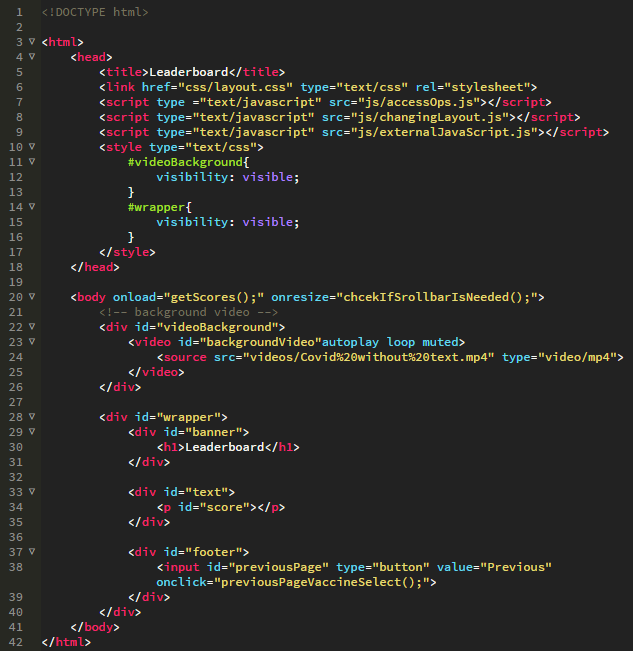 1 <!DOCTYPE html>
2
3 <html>
4 <head>
5 <title>Leaderboard</title>
6 <link href="css/layout.css" type="text/css" rel="stylesheet">
7 <script type ="text/javascript" src="js/accessOps.js"></script>
8 <script type="text/javascript" src="js/changingLayout.js"></script>
9 <script type="text/javascript" src="js/externalJavaScript.js"></script>
10 <style type="text/css">
11 #videoBackground{
12 visibility: visible;
13 }
14 #wrapper{
15 visibility: visible;
16 }
17 </style>
18 </head>
19
20 <body onload="getScores();" onresize="chcekIfSrollbarIsNeeded();">
21 <!-- background video -->
22 <div id="videoBackground">
23 <video id="backgroundVideo"autoplay loop muted>
24 <source src="videos/Covid%20without%20text.mp4" type="video/mp4">
25 </video>
26 </div>
27
28 <div id="wrapper">
29 <div id="banner">
30 <h1>Leaderboard</h1>
31 </div>
32
33 <div id="text">
34 <p id="score"></p>
35 </div>
36
37 <div id="footer">
38 <input id="previousPage" type="button" value="Previous"
onclick="previousPageVaccineSelect();">
39 </div>
40 </div>
41 </body>
42 </html>